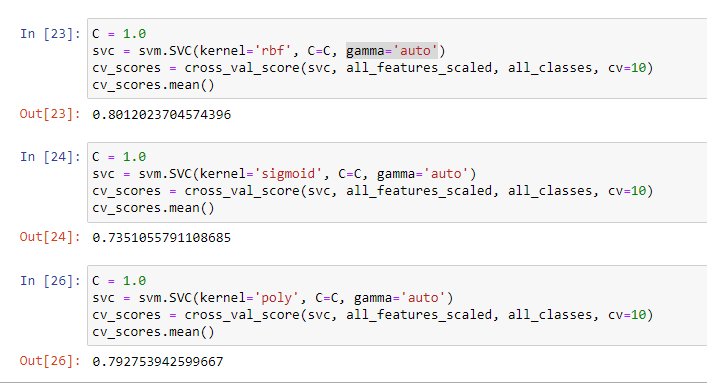 In [23]: C = 1.0
svc = svm.SVC(kernel='rbf', C=C, gamma='auto')
cv_scores = cross_val_score(svc, all_features_scaled, all_classes, cv=10)
cv_scores.mean()
Out[23]: 0.8012023704574396
In [24]: C = 1.0
svc = svm.SVC(kernel='sigmoid', C=C, gamma='auto')
cv_scores = cross_val_score(svc, all_features_scaled, all_classes, cv=10)
cv_scores.mean()
Out[24]: 0.7351055791108685
In [26]: C = 1.0
svc = svm.SVC(kernel='poly', C=C, gamma='auto')
cv_scores = cross_val_score(svc, all_features_scaled, all_classes, cv=10)
cv_scores.mean()
Out[26]: 0.792753942599667